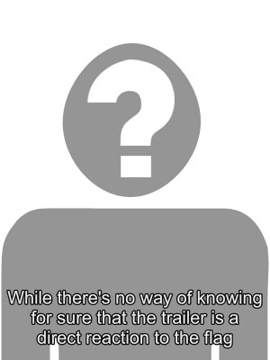 ?
While there's no way of knowing
for sure that the trailer is a
direct reaction to the flag